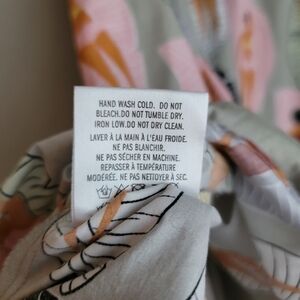 HAND WASH COLD. DO NOT
BLEACH.DO NOT TUMBLE DRY.
IRON LOW.DO NOT DRY CLEAN.
LAVER À LA MAIN À L'EAU FROIDE.
NE PAS BLANCHIR.
NE PAS SÉCHER EN MACHINE.
REPASSER À TEMPÉRATURE
MODÉRÉE. NE PAS NETTOYER À SEC.